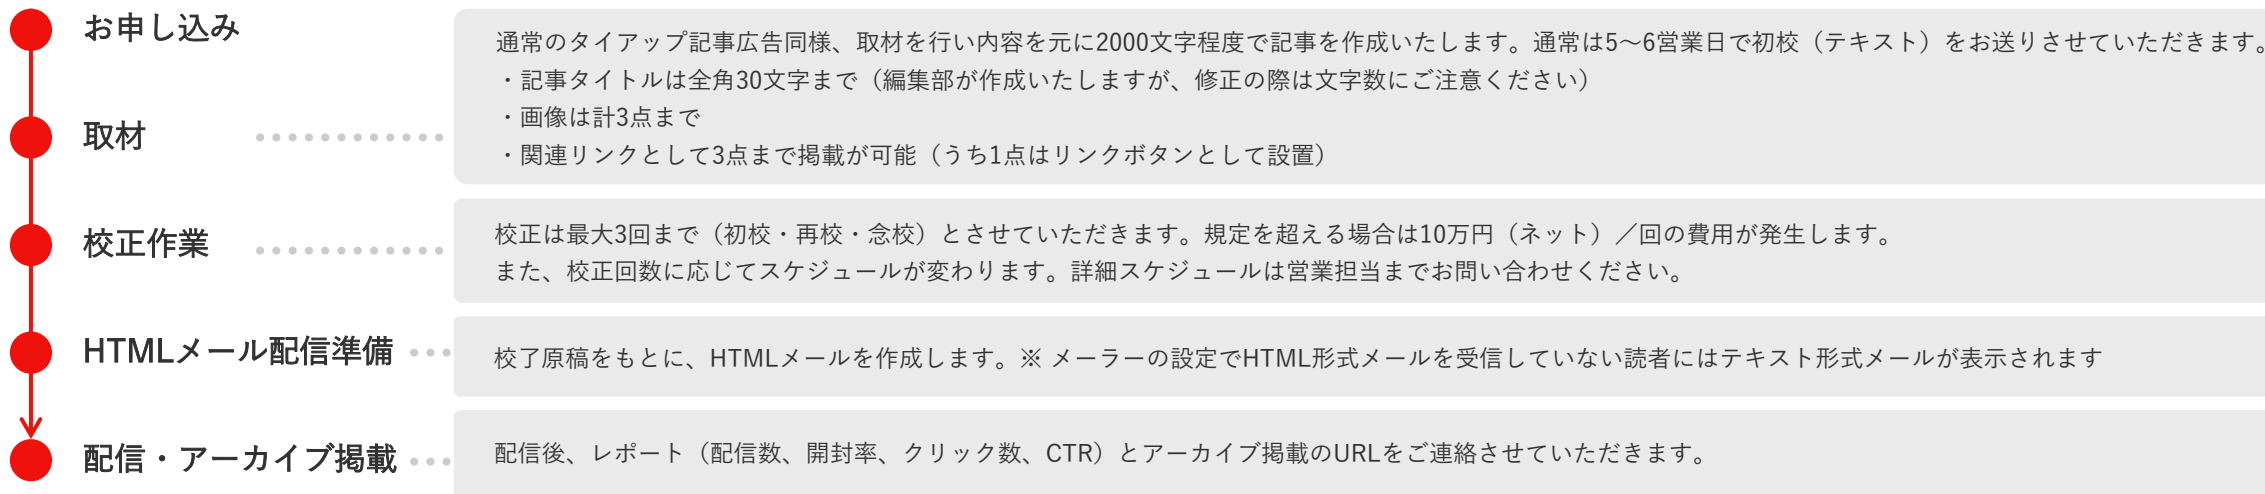 お申し込み
取材
通常のタイアップ記事広告同様、取材を行い内容を元に2000文字程度で記事を作成いたします。通常は5〜6営業日で初校（テキスト）をお送りさせていただきます。
・記事タイトルは全角30文字まで（編集部が作成いたしますが、修正の際は文字数にご注意ください）
・画像は計3点まで
・関連リンクとして3点まで掲載が可能（うち1点はリンクボタンとして設置）
校正作業
校正は最大3回まで（初校・再校・念校）とさせていただきます。規定を超える場合は10万円（ネット）／回の費用が発生します。
また、校正回数に応じてスケジュールが変わります。詳細スケジュールは営業担当までお問い合わせください。
HTMLメール配信準備
校了原稿をもとに、HTMLメールを作成します。※ メーラーの設定でHTML形式メールを受信していない読者にはテキスト形式メールが表示されます
配信・アーカイブ掲載
配信後、レポート（配信数、開封率、クリック数、CTR）とアーカイブ掲載のURLをご連絡させていただきます。